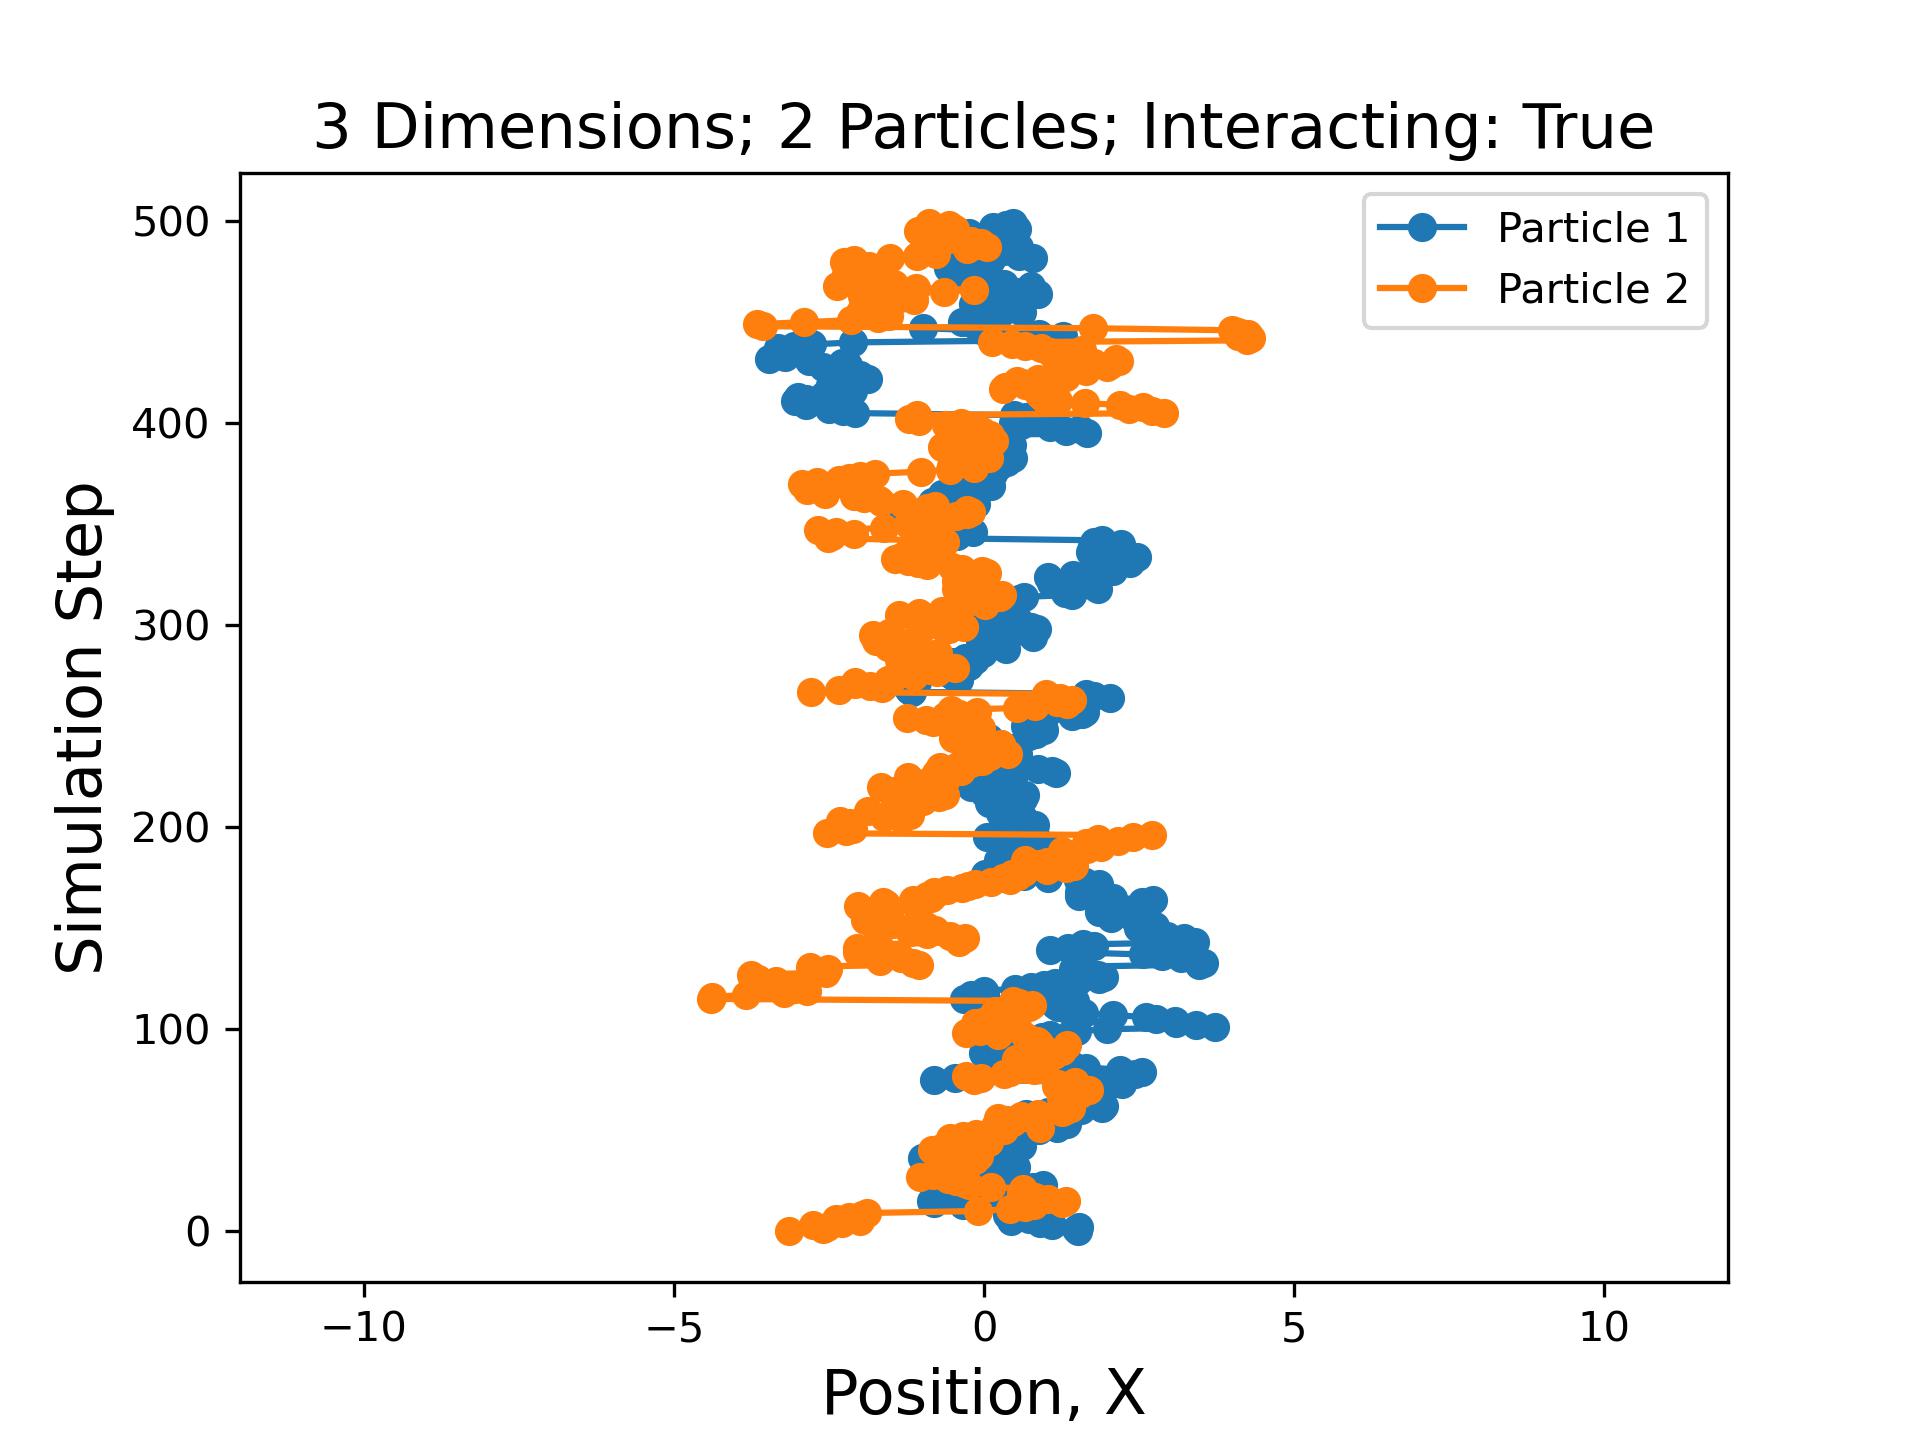 3 Dimensions; 2 Particles; Interacting: True
Particle 1
Particle 2
Simulation Step
500
400
300
200
100
0
−10
−5
0
5
10
Position, X